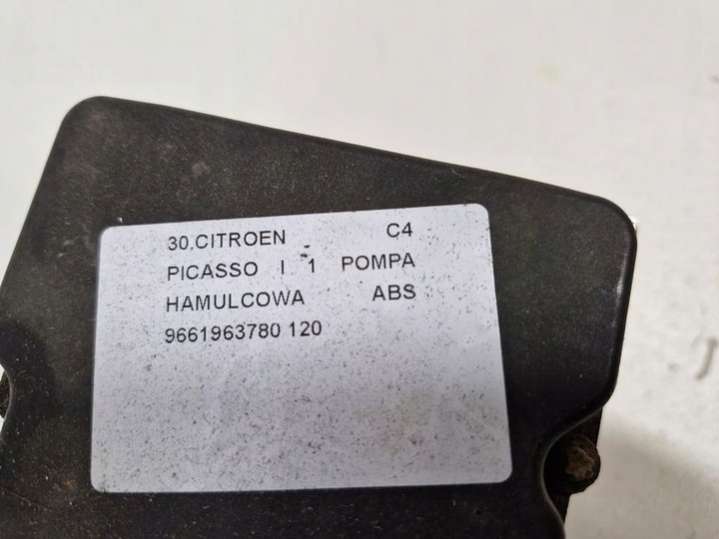 30.CITROEN C4
PICASSO I 1 POMPA
HAMULCOWA ABS
9661963780 120